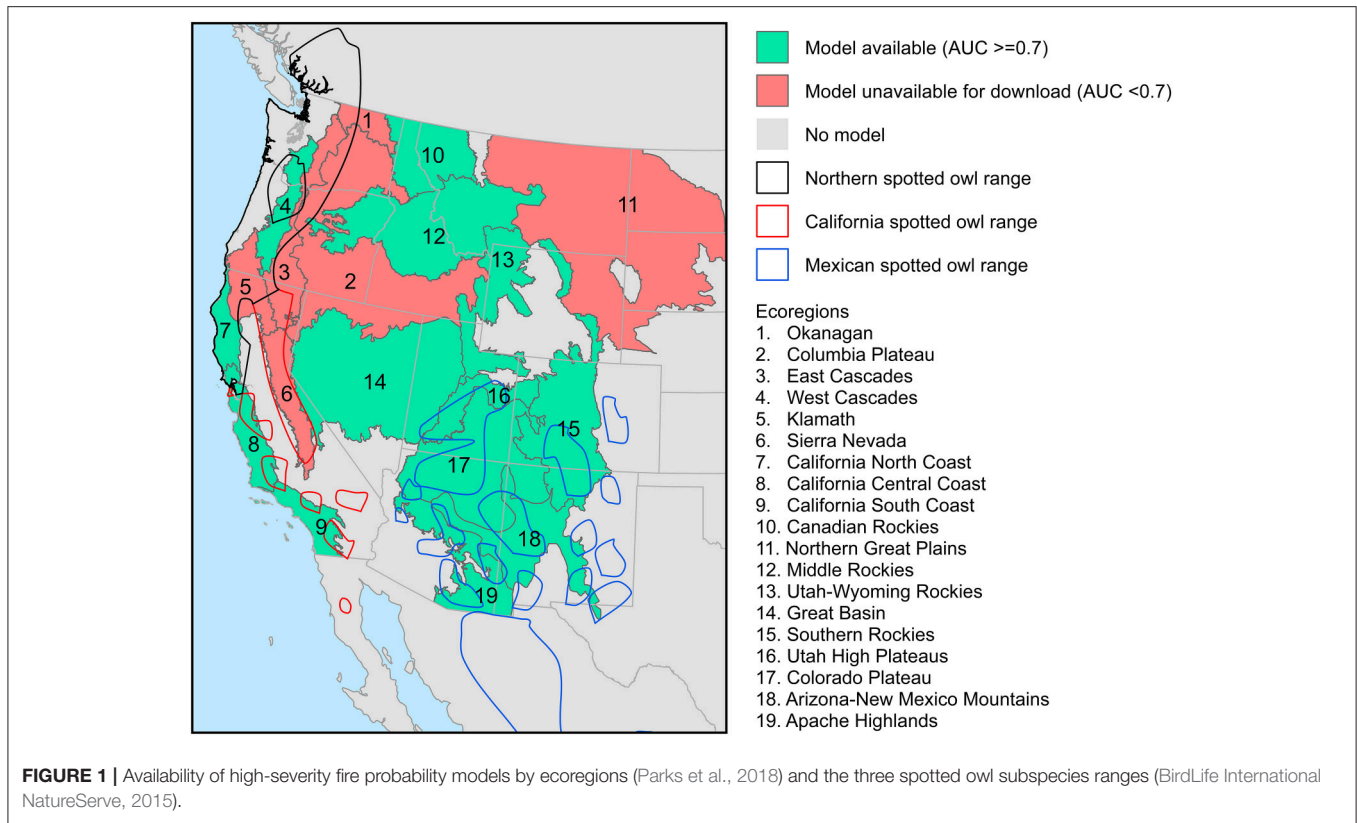 1
10
11
4
12
13
3
2
5
7
14
6
16
15
8
17
9
18
19
Model available (AUC >=0.7)
Model unavailable for download (AUC <0.7)
No model
Northern spotted owl range
California spotted owl range
Mexican spotted owl range
Ecoregions
1. Okanagan
2. Columbia Plateau
3. East Cascades
4. West Cascades
5. Klamath
6. Sierra Nevada
7. California North Coast
8. California Central Coast
9. California South Coast
10. Canadian Rockies
11. Northern Great Plains
12. Middle Rockies
13. Utah-Wyoming Rockies
14. Great Basin
15. Southern Rockies
16. Utah High Plateaus
17. Colorado Plateau
18. Arizona-New Mexico Mountains
19. Apache Highlands
FIGURE 1 | Availability of high-severity fire probability models by ecoregions (Parks et al., 2018) and the three spotted owl subspecies ranges (BirdLife International
NatureServe, 2015).